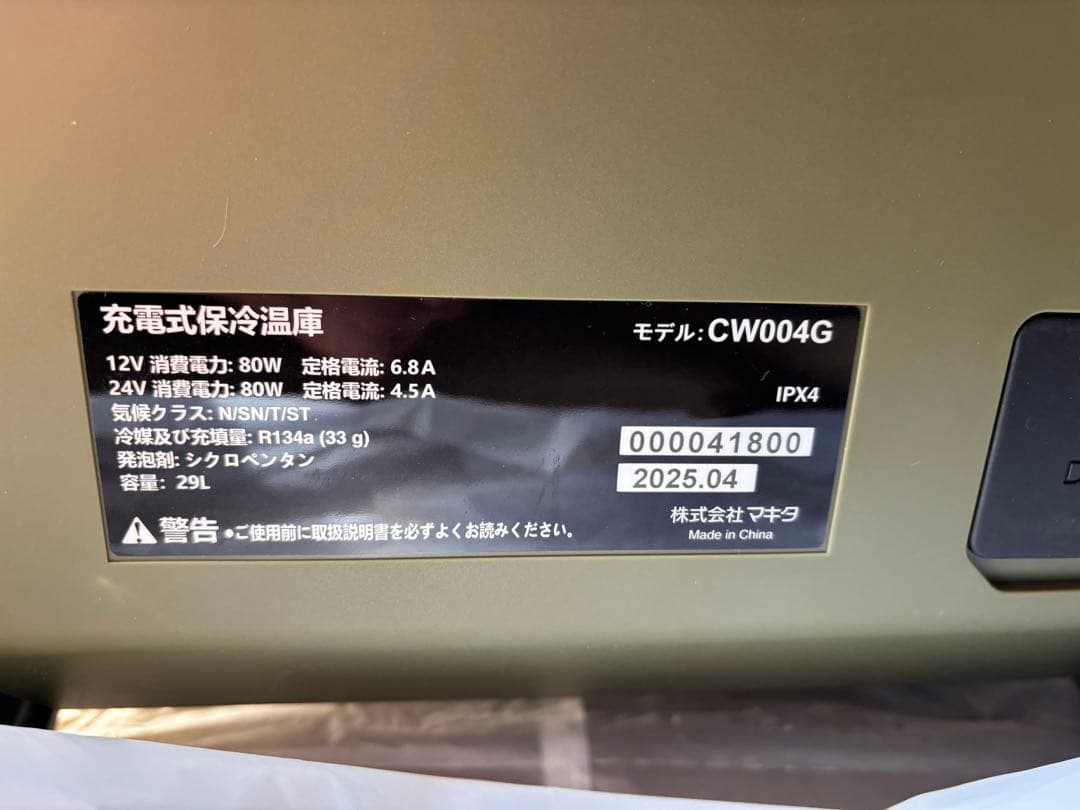 充電式保冷温庫
モデル: CW004G
12V 消費電力: 80W 定格電流: 6.8A
24V 消費電力: 80W 定格電流: 4.5A
IPX4
気候クラス: N/SN/T/ST
冷媒及び充填量: R134a (33 g)
発泡剤: シクロペンタン
容量: 29L
000041800
2025.04
株式会社マキタ
Made in China
警告 ●ご使用前に取扱説明書を必ずよくお読みください。